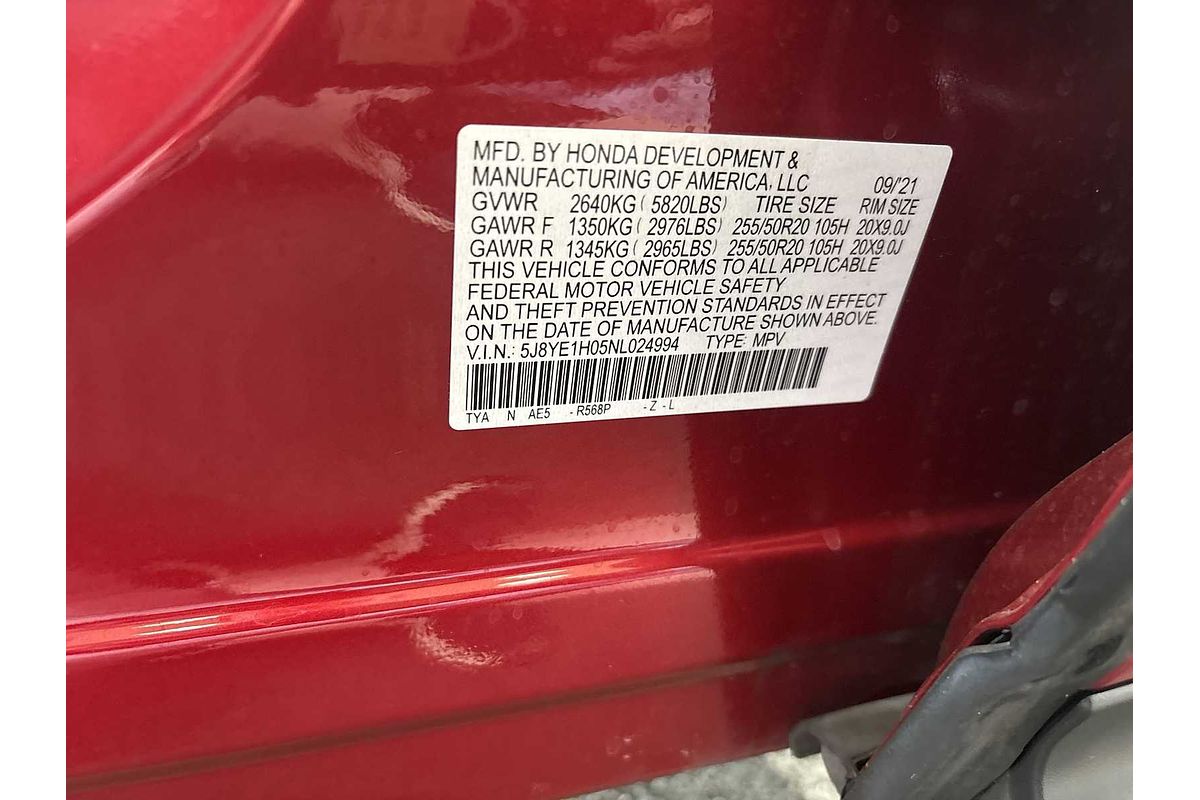 MFD. BY HONDA DEVELOPMENT &
MANUFACTURING OF AMERICA, LLC 09/'21
GVWR 2640KG ( 5820LBS) TIRE SIZE RIM SIZE
GAWR F 1350KG ( 2976LBS) 255/50R20 105H 20X9.0J
GAWR R 1345KG ( 2965LBS) 255/50R20 105H 20X9.0J
THIS VEHICLE CONFORMS TO ALL APPLICABLE
FEDERAL MOTOR VEHICLE SAFETY
AND THEFT PREVENTION STANDARDS IN EFFECT
ON THE DATE OF MANUFACTURE SHOWN ABOVE.
V.I.N.: 5J8YE1H05NL024994 TYPE: MPV
TYA N AE5 - R568P - Z - L